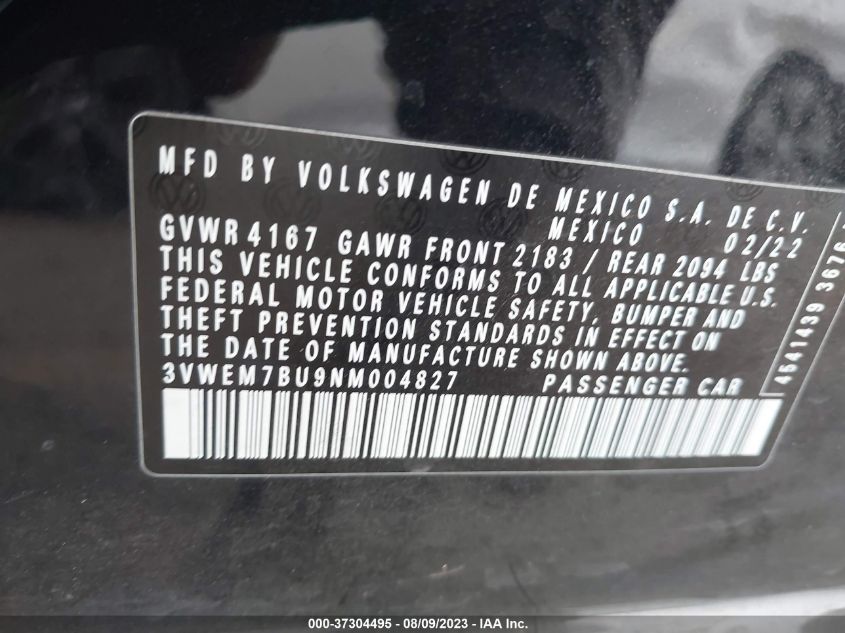 MFD BY VOLKSWAGEN DE MEXICO S.A. DE C.V.
MEXICO 02/22
GVWR 4167 GAWR FRONT 2183 / REAR 2094 LBS
THIS VEHICLE CONFORMS TO ALL APPLICABLE U.S.
FEDERAL MOTOR VEHICLE SAFETY, BUMPER AND
THEFT PREVENTION STANDARDS IN EFFECT ON
THE DATE OF MANUFACTURE SHOWN ABOVE.
3VWEM7BU9NM004827 PASSENGER CAR
4541439 3676
000-37304495 - 08/09/2023 - IAA Inc.